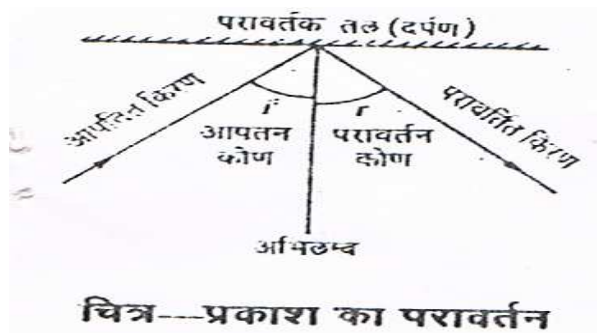 परावर्तक तल (दर्पण)
आपतित किरण
परावर्तित किरण
i
r
आपतन
कोण
परावर्तन
कोण
अभिलम्ब
चित्र---प्रकाश का परावर्तन